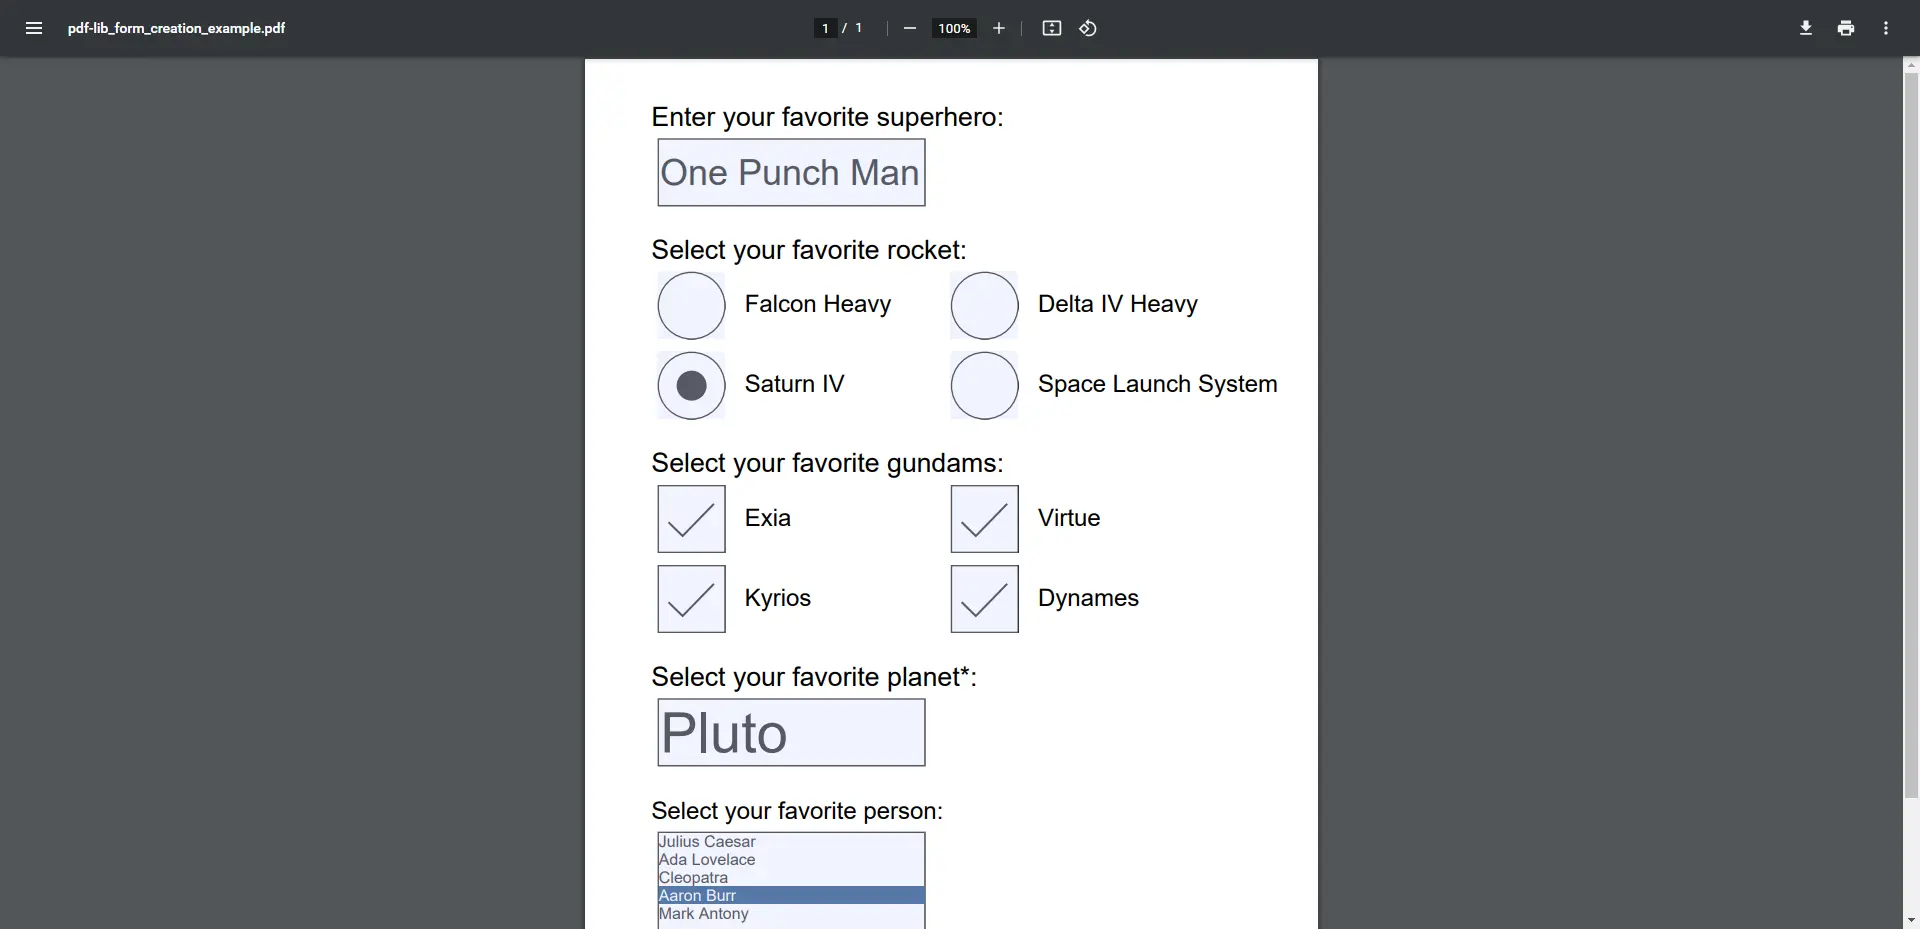 pdf-lib_form_creation_example.pdf
1 / 1
100%
Enter your favorite superhero:
One Punch Man
Select your favorite rocket:
Falcon Heavy Delta IV Heavy
Saturn IV Space Launch System
Select your favorite gundams:
Exia Virtue
Kyrios Dynames
Select your favorite planet*:
Pluto
Select your favorite person:
Julius Caesar
Ada Lovelace
Cleopatra
Aaron Burr
Mark Antony